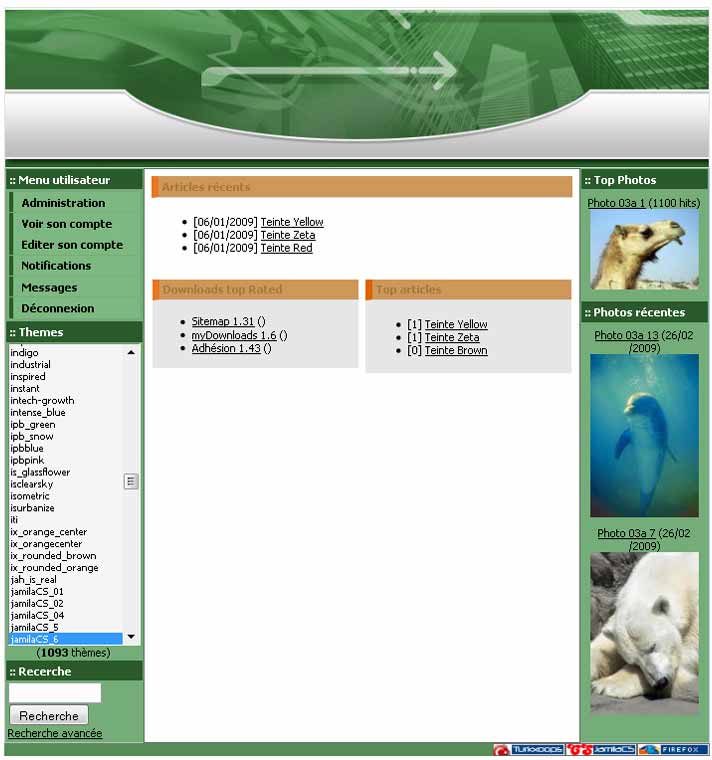 :: Menu utilisateur
Administration
Voir son compte
Editer son compte
Notifications
Messages
Déconnexion
:: Themes
indigo
industrial
inspired
instant
intech-growth
intense_blue
ipb_green
ipb_snow
ipbblue
ipbpink
is_glassflower
isclearsky
isometric
isurbanize
iti
ix_orange_center
ix_orangecenter
ix_rounded_brown
ix_rounded_orange
jah_is_real
jamilaCS_01
jamilaCS_02
jamilaCS_04
jamilaCS_5
jamilaCS_6
(1093 thèmes)
:: Recerche
Recherche
Recherche avancée
Articles récents
[06/01/2009] Teinte Yellow
[06/01/2009] Teinte Zeta
[06/01/2009] Teinte Red
Downloads top Rated
Sitemap 1.31 ()
myDownloads 1.6 ()
Adhésion 1.43 ()
Top articles
[1] Teinte Yellow
[1] Teinte Zeta
[0] Teinte Brown
:: Top Photos
Photo 03a 1 (1100 hits)
:: Photos récentes
Photo 03a 13 (26/02
/2009)
Photo 03a 7 (26/02
/2009)
JamilaCS
FIREFOX